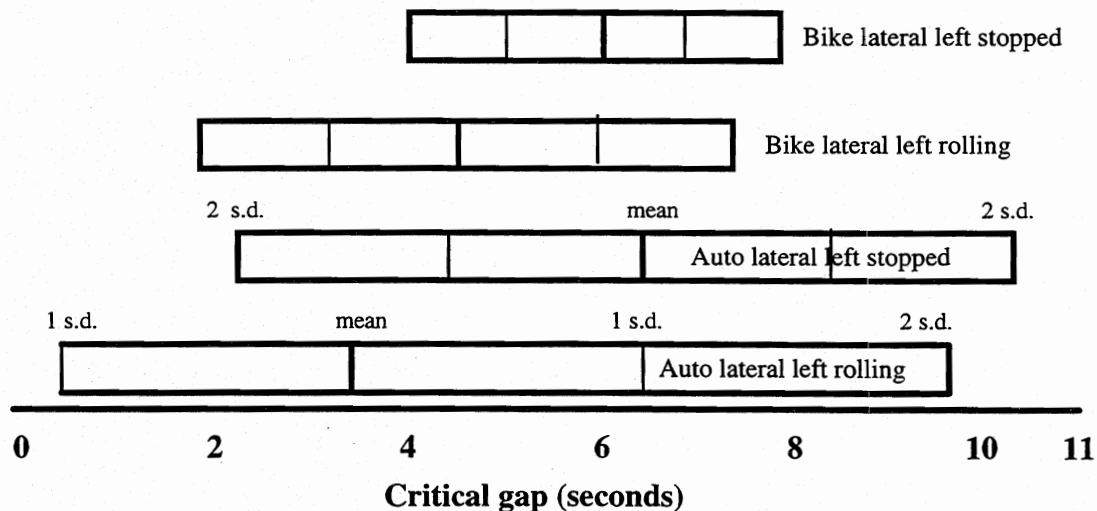 Bike lateral left stopped
Bike lateral left rolling
2 s.d. mean 2 s.d.
Auto lateral left stopped
1 s.d. mean 1 s.d. 2 s.d.
Auto lateral left rolling
0 2 4 6 8 10 11
Critical gap (seconds)